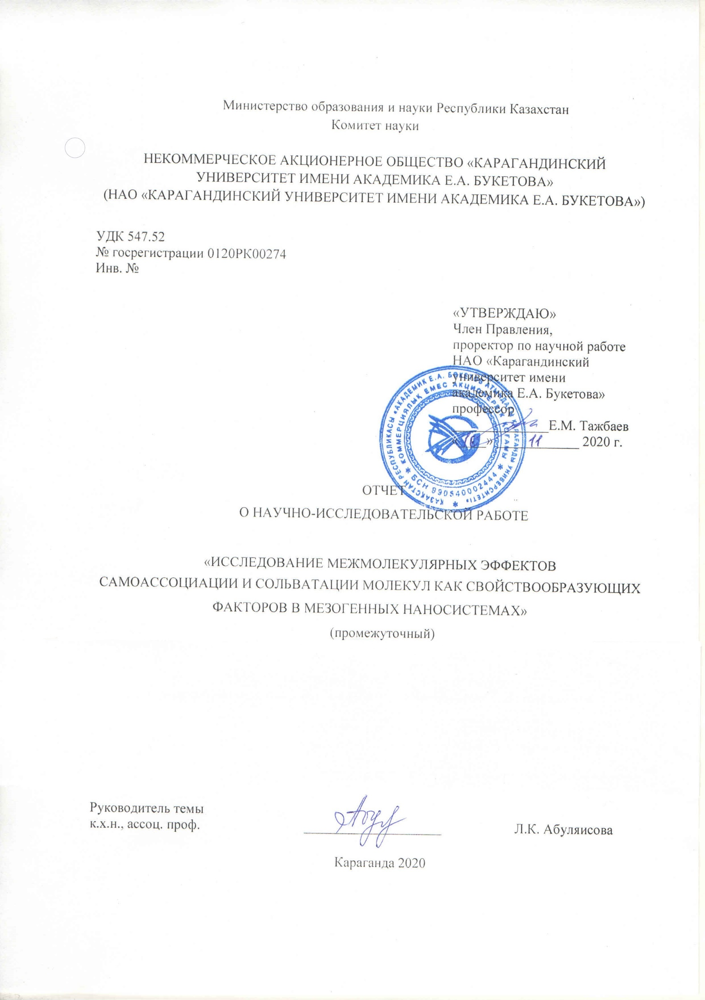 Министерство образования и науки Республики Казахстан
Комитет науки
НЕКОММЕРЧЕСКОЕ АКЦИОНЕРНОЕ ОБЩЕСТВО «КАРАГАНДИНСКИЙ
УНИВЕРСИТЕТ ИМЕНИ АКАДЕМИКА Е.А. БУКЕТОВА»
(НАО «КАРАГАНДИНСКИЙ УНИВЕРСИТЕТ ИМЕНИ АКАДЕМИКА Е.А. БУКЕТОВА»)
УДК 547.52
№ госрегистрации 0120РК00274
Инв. №
«УТВЕРЖДАЮ»
Член Правления,
проректор по научной работе
НАО «Карагандинский
университет имени
академика Е.А. Букетова»
профессор
Е.М. Тажбаев
« » 11 2020 г.
ҚАЗАҚСТАН РЕСПУБЛИКАСЫ «АКАДЕМИК Е.А. БӨКЕТОВ АТЫНДАҒЫ ҚАРАҒАНДЫ УНИВЕРСИТЕТІ»
КОММЕРЦИЯЛЫҚ ЕМЕС АКЦИОНЕРЛІК ҚОҒАМЫ
БСН 990540002444
ОТЧЕТ
О НАУЧНО-ИССЛЕДОВАТЕЛЬСКОЙ РАБОТЕ
«ИССЛЕДОВАНИЕ МЕЖМОЛЕКУЛЯРНЫХ ЭФФЕКТОВ
САМОАССОЦИАЦИИ И СОЛЬВАТАЦИИ МОЛЕКУЛ КАК СВОЙСТВООБРАЗУЮЩИХ
ФАКТОРОВ В МЕЗОГЕННЫХ НАНОСИСТЕМАХ»
(промежуточный)
Руководитель темы
к.х.н., ассоц. проф.
Л.К. Абуляисова
Караганда 2020